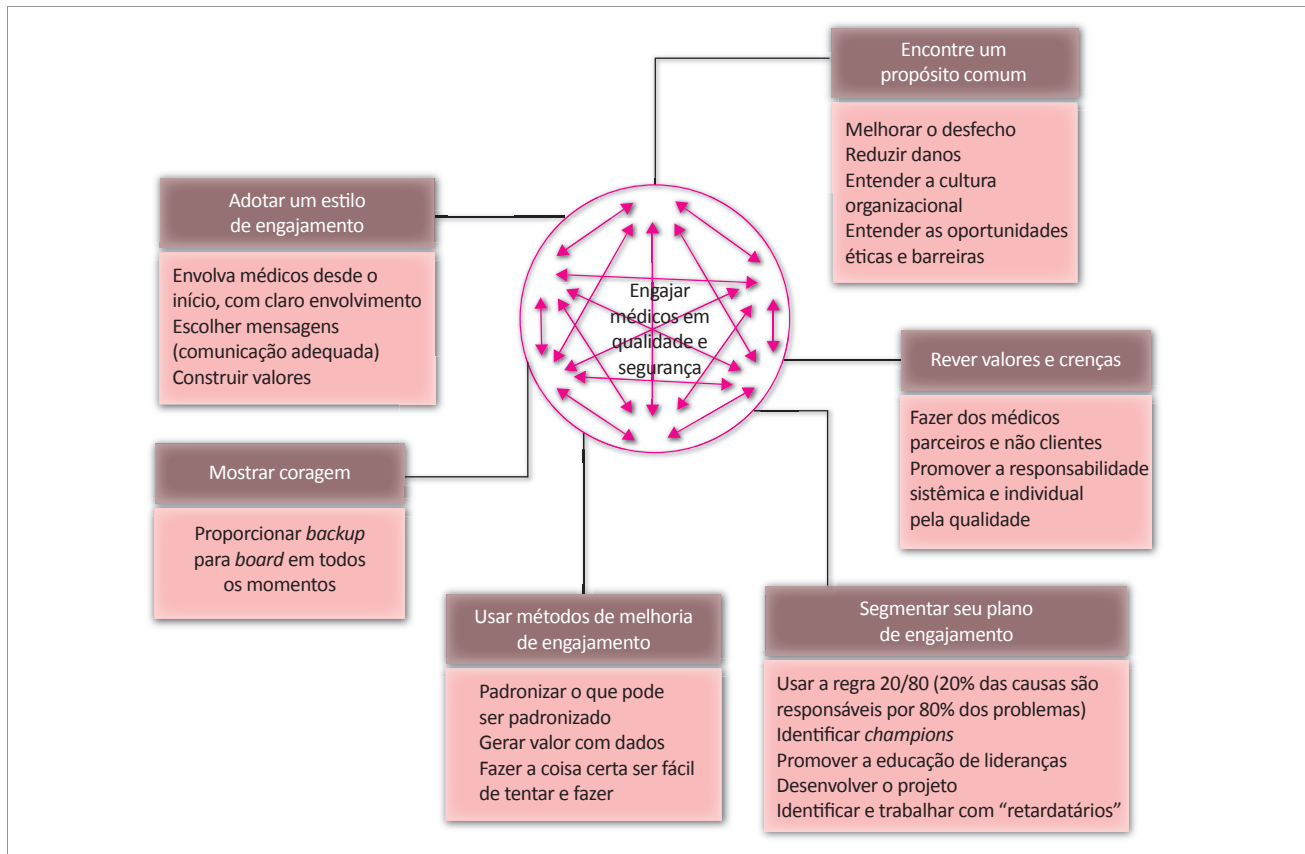 Encontre um
propósito comum
Melhorar o desfecho
Reduzir danos
Entender a cultura
organizacional
Entender as oportunidades
éticas e barreiras
Adotar um estilo
de engajamento
Envolva médicos desde o
início, com claro envolvimento
Escolher mensagens
(comunicação adequada)
Construir valores
Engajar
médicos em
qualidade e
segurança
Rever valores e crenças
Fazer dos médicos
parceiros e não clientes
Promover a responsabilidade
sistêmica e individual
pela qualidade
Mostrar coragem
Proporcionar backup
para board em todos
os momentos
Usar métodos de melhoria
de engajamento
Padronizar o que pode
ser padronizado
Gerar valor com dados
Fazer a coisa certa ser fácil
de tentar e fazer
Segmentar seu plano
de engajamento
Usar a regra 20/80 (20% das causas são
responsáveis por 80% dos problemas)
Identificar champions
Promover a educação de lideranças
Desenvolver o projeto
Identificar e trabalhar com “retardatários”